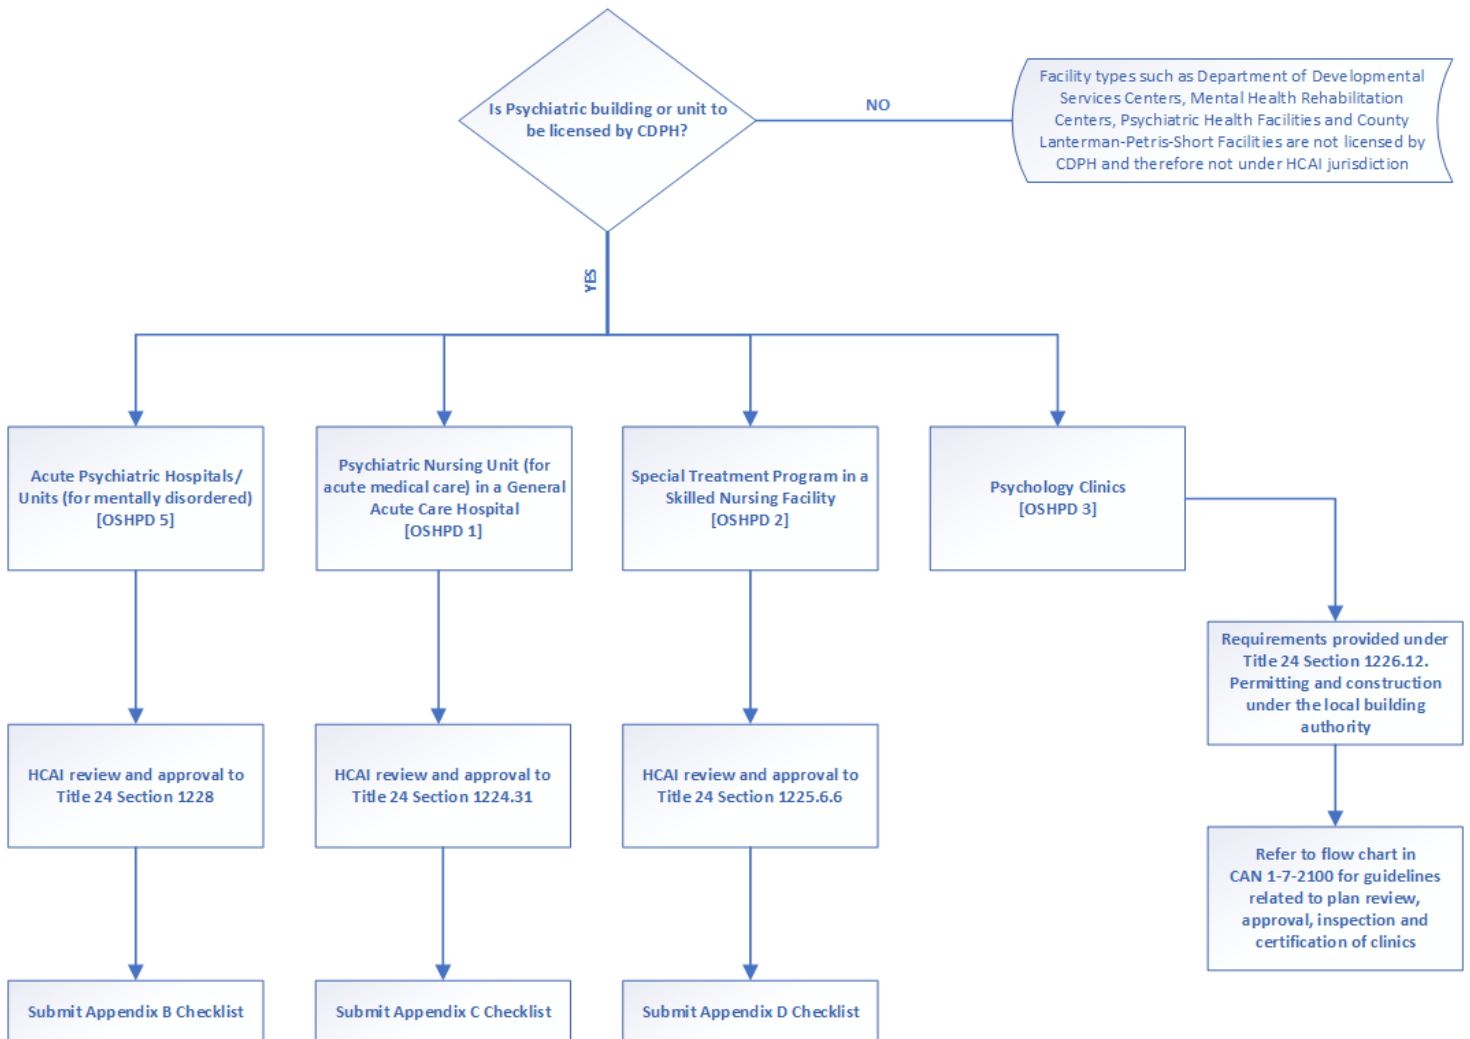 Is Psychiatric building or unit to
be licensed by CDPH?
NO
Facility types such as Department of Developmental
Services Centers, Mental Health Rehabilitation
Centers, Psychiatric Health Facilities and County
Lanterman-Petris-Short Facilities are not licensed by
CDPH and therefore not under HCAI jurisdiction
YES
Acute Psychiatric Hospitals/
Units (for mentally disordered)
[OSHPD 5]
Psychiatric Nursing Unit (for
acute medical care) in a General
Acute Care Hospital
[OSHPD 1]
Special Treatment Program in a
Skilled Nursing Facility
[OSHPD 2]
Psychology Clinics
[OSHPD 3]
Requirements provided under
Title 24 Section 1226.12.
Permitting and construction
under the local building
authority
HCAI review and approval to
Title 24 Section 1228
HCAI review and approval to
Title 24 Section 1224.31
HCAI review and approval to
Title 24 Section 1225.6.6
Refer to flow chart in
CAN 1-7-2100 for guidelines
related to plan review,
approval, inspection and
certification of clinics
Submit Appendix B Checklist
Submit Appendix C Checklist
Submit Appendix D Checklist